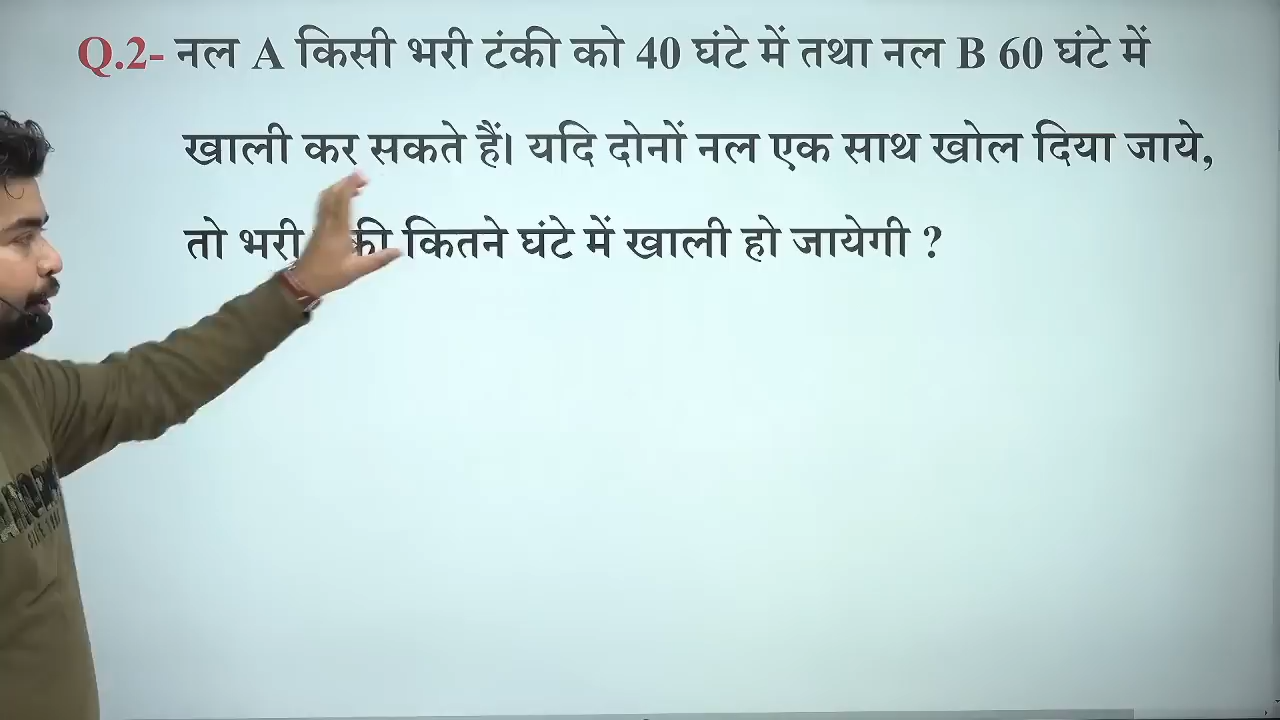 Q.2- नल A किसी भरी टंकी को 40 घंटे में तथा नल B 60 घंटे में
खाली कर सकते हैं। यदि दोनों नल एक साथ खोल दिया जाये,
तो भरी की कितने घंटे में खाली हो जायेगी ?